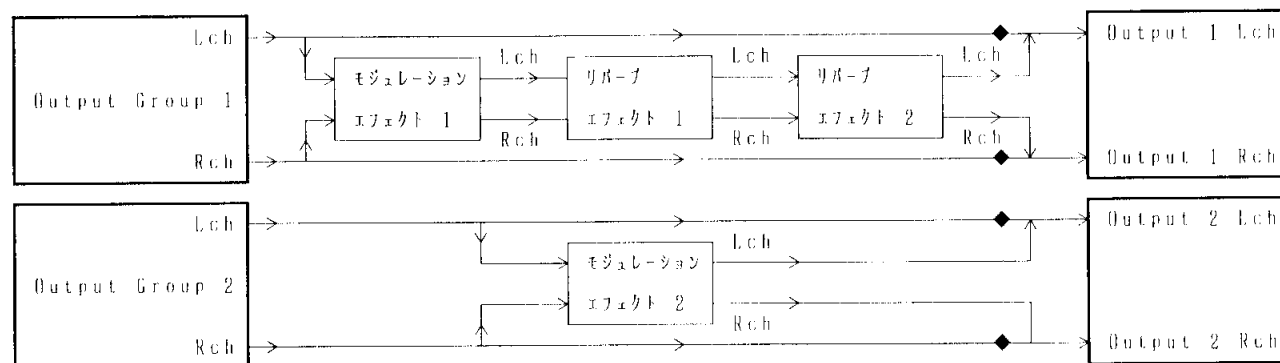 Lch
Output Group 1
Rch
モジュレーション
エフェクト 1
Lch
Rch
リバーブ
エフェクト 1
Lch
Rch
リバーブ
エフェクト 2
Lch
Rch
Output 1 Lch
Output 1 Rch
Lch
Output Group 2
Rch
モジュレーション
エフェクト 2
Lch
Rch
Output 2 Lch
Output 2 Rch